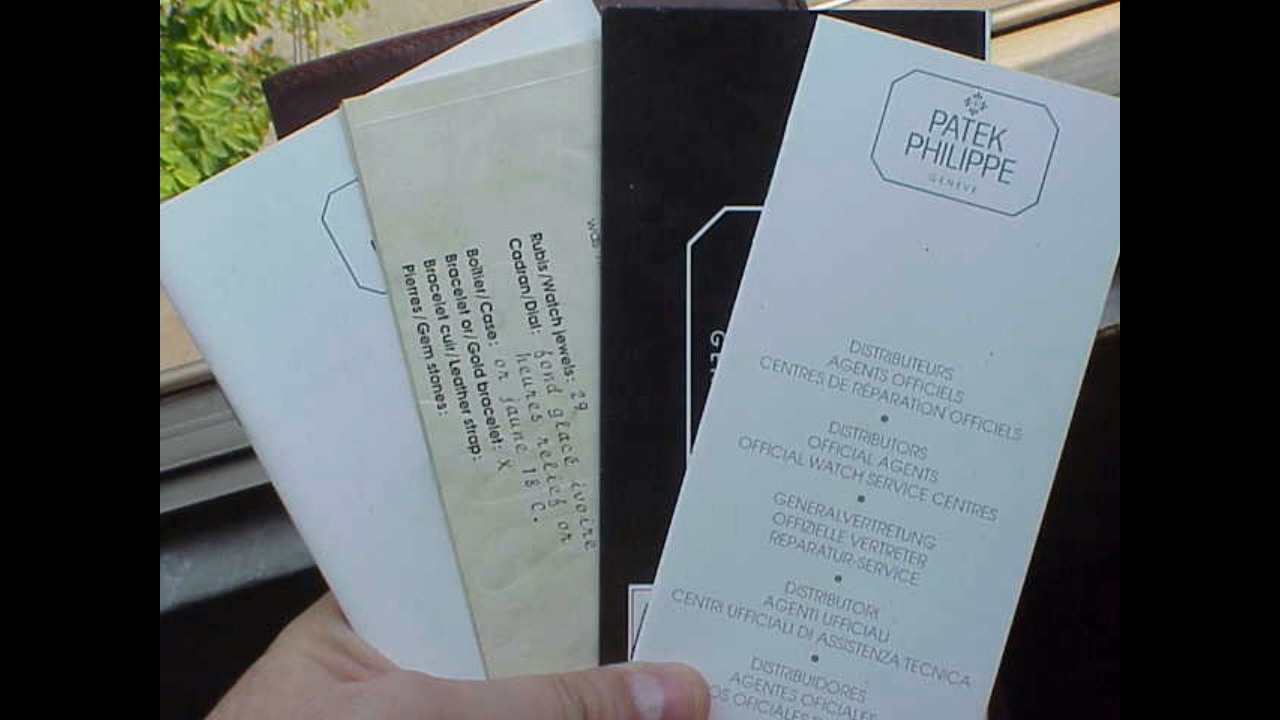 Rubis/Watch jewels: 29
Cadran/Dial: fond glacé ivoire
heures relief or
Boîtier/Case: or jaune 18 C.
Bracelet or/Gold bracelet: X
Bracelet cuir/Leather strap:
Pierres/Gem stones:
PATEK
PHILIPPE
GENEVE
DISTRIBUTEURS
AGENTS OFFICIELS
CENTRES DE RÉPARATION OFFICIELS
DISTRIBUTORS
OFFICIAL AGENTS
OFFICIAL WATCH SERVICE CENTRES
GENERALVERTRETUNG
OFFIZIELLE VERTRETER
REPARATUR-SERVICE
DISTRIBUTORI
AGENTI UFFICIALI
CENTRI UFFICIALI DI ASSISTENZA TECNICA
DISTRIBUIDORES
AGENTES OFICIALES
OFICIALES